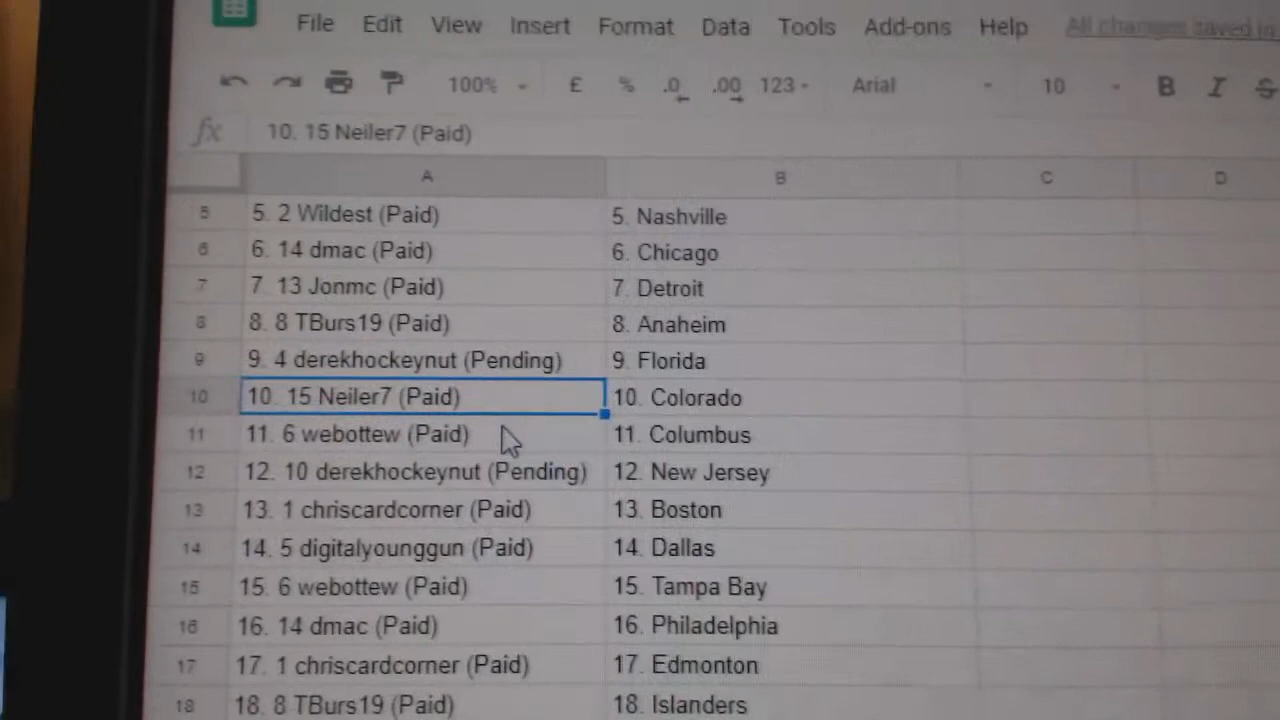 File Edit View Insert Format Data Tools Add-ons Help All changes saved in
100% £ % .0 .00 123 Arial 10 B I S
fx 10. 15 Neiler7 (Paid)
A B C D
5 5. 2 Wildest (Paid) 5. Nashville
6 6. 14 dmac (Paid) 6. Chicago
7 7. 13 Jonmc (Paid) 7. Detroit
8 8. 8 TBurs19 (Paid) 8. Anaheim
9 9. 4 derekhockeynut (Pending) 9. Florida
10 10. 15 Neiler7 (Paid) 10. Colorado
11 11. 6 webottew (Paid) 11. Columbus
12 12. 10 derekhockeynut (Pending) 12. New Jersey
13 13. 1 chriscardcorner (Paid) 13. Boston
14 14. 5 digitalyounggun (Paid) 14. Dallas
15 15. 6 webottew (Paid) 15. Tampa Bay
16 16. 14 dmac (Paid) 16. Philadelphia
17 17. 1 chriscardcorner (Paid) 17. Edmonton
18 18. 8 TBurs19 (Paid) 18. Islanders